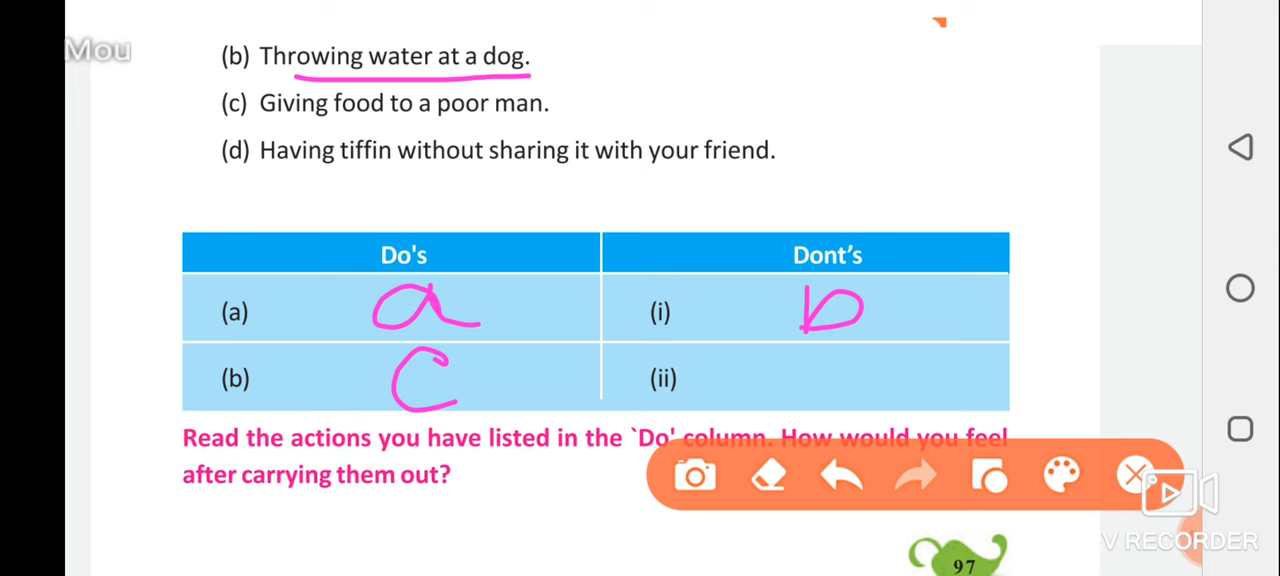 Mou
(b) Throwing water at a dog.
(c) Giving food to a poor man.
(d) Having tiffin without sharing it with your friend.
Do's Dont's
(a) a (i) b
(b) c (ii)
Read the actions you have listed in the `Do' column. How would you feel
after carrying them out?
V RECORDER
97